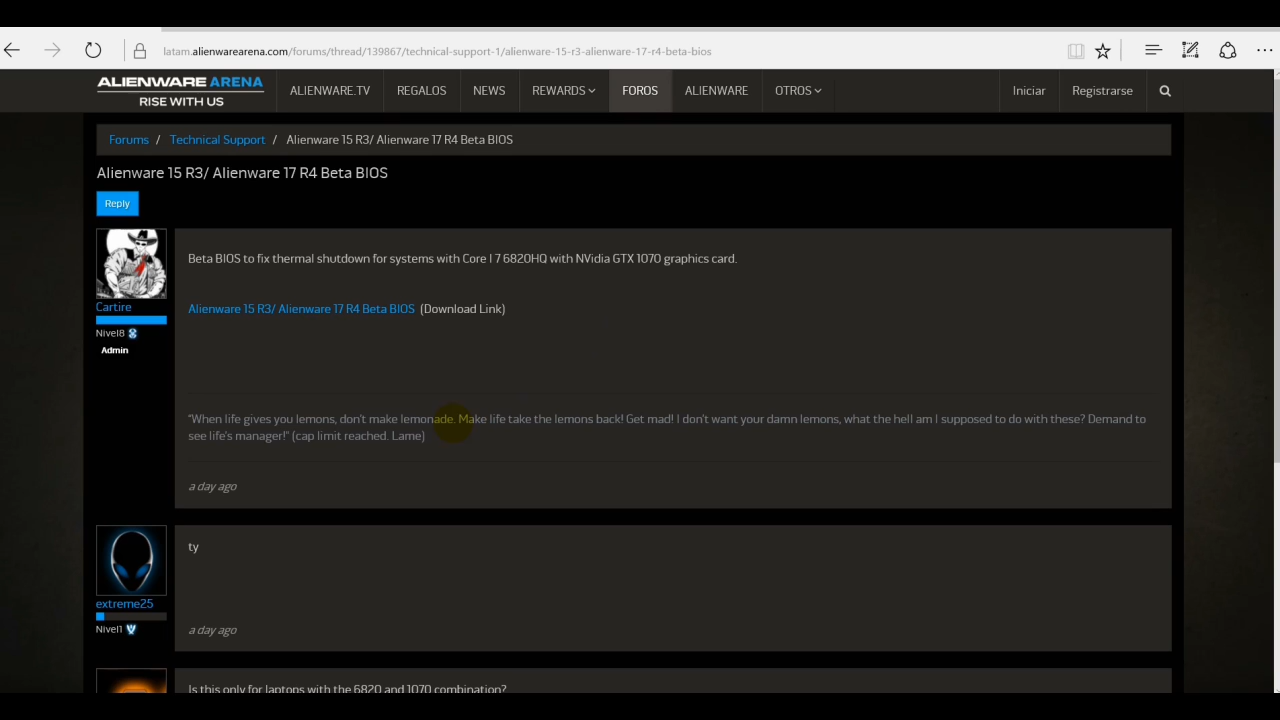 latam.alienwarearena.com/forums/thread/139867/technical-support-1/alienware-15-r3-alienware-17-r4-beta-bios
ALIENWARE ARENA
RISE WITH US
ALIENWARE.TV
REGALOS
NEWS
REWARDS
FOROS
ALIENWARE
OTROS
Iniciar
Registrarse
Forums / Technical Support / Alienware 15 R3/ Alienware 17 R4 Beta BIOS
Alienware 15 R3/ Alienware 17 R4 Beta BIOS
Reply
Cartire
Nivel8
Admin
Beta BIOS to fix thermal shutdown for systems with Core I 7 6820HQ with NVidia GTX 1070 graphics card.
Alienware 15 R3/ Alienware 17 R4 Beta BIOS (Download Link)
"When life gives you lemons, don't make lemonade. Make life take the lemons back! Get mad! I don't want your damn lemons, what the hell am I supposed to do with these? Demand to
see life's manager!" (cap limit reached. Lame)
a day ago
extreme25
Nivel1
ty
a day ago
Is this only for laptops with the 6820 and 1070 combination?